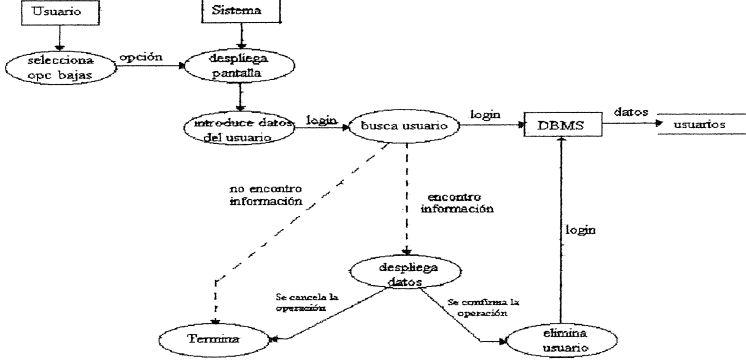 Usuario
Sistema
selecciona
opc bajas
opción
despliega
pantalla
introduce datos
del usuario
login
busca usuario
login
DBMS
datos
usuarios
no encontro
información
encontro
información
login
despliega
datos
Se cancela la
operación
Se confirma la
operación
Termina
elimina
usuario